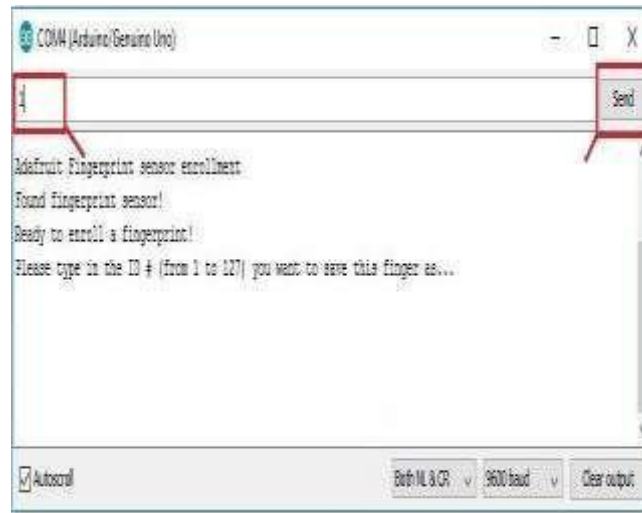 COM4 (Arduino/Genuino Uno)
1
Send
Adafruit Fingerprint sensor enrollment
Found fingerprint sensor!
Ready to enroll a fingerprint!
Please type in the ID # (from 1 to 127) you want to save this finger as...
Autoscroll
Both NL & CR
9600 baud
Clear output